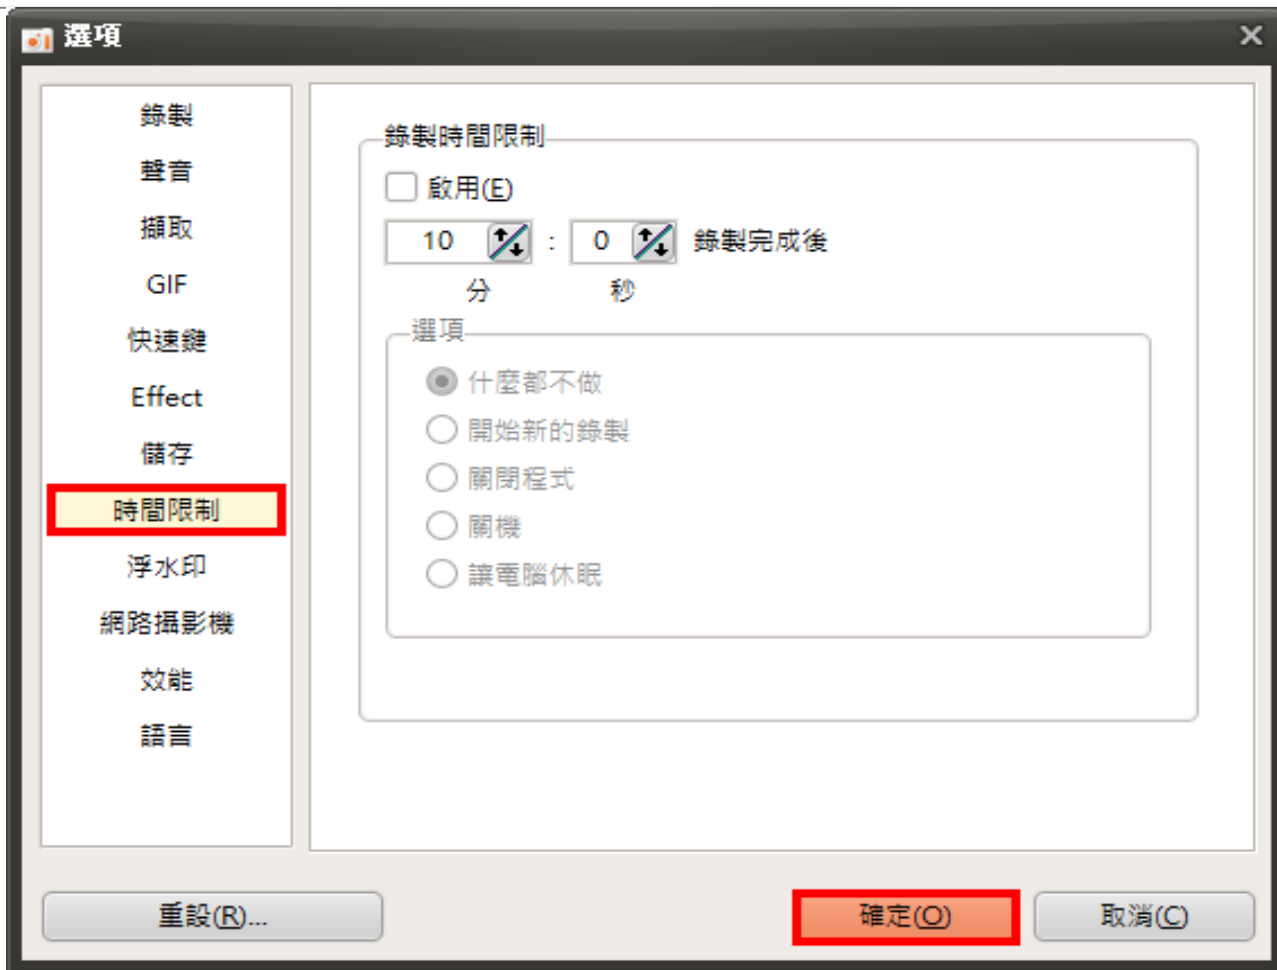 選項
錄製
聲音
擷取
GIF
快速鍵
Effect
儲存
時間限制
浮水印
網路攝影機
效能
語言
錄製時間限制
啟用(E)
10 : 0 錄製完成後
分 秒
選項
什麼都不做
開始新的錄製
關閉程式
關機
讓電腦休眠
重設(R)...
確定(O)
取消(C)